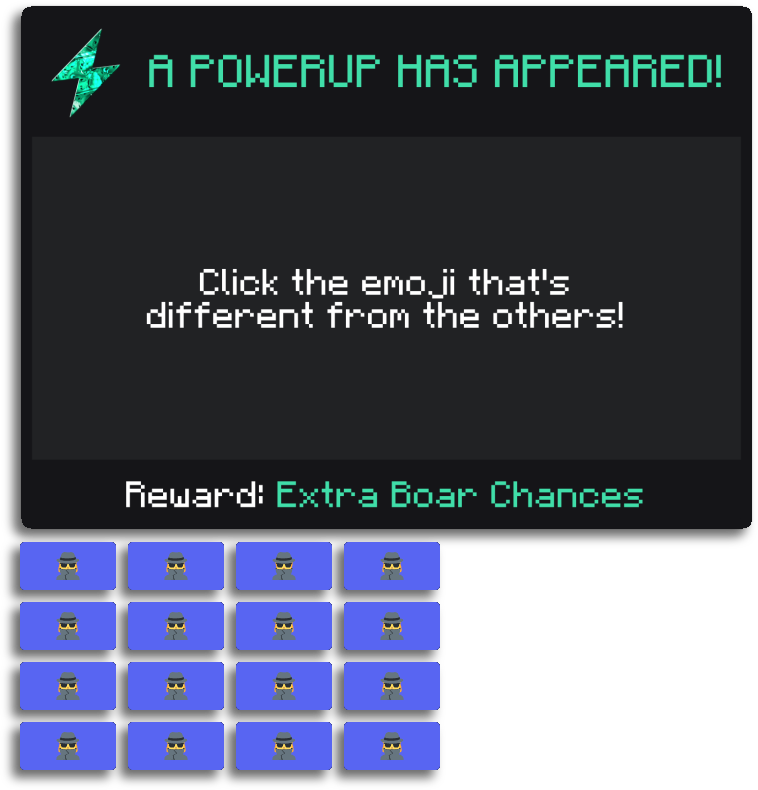 A POWERUP HAS APPEARED!
Click the emoji that's
different from the others!
Reward: Extra Boar Chances